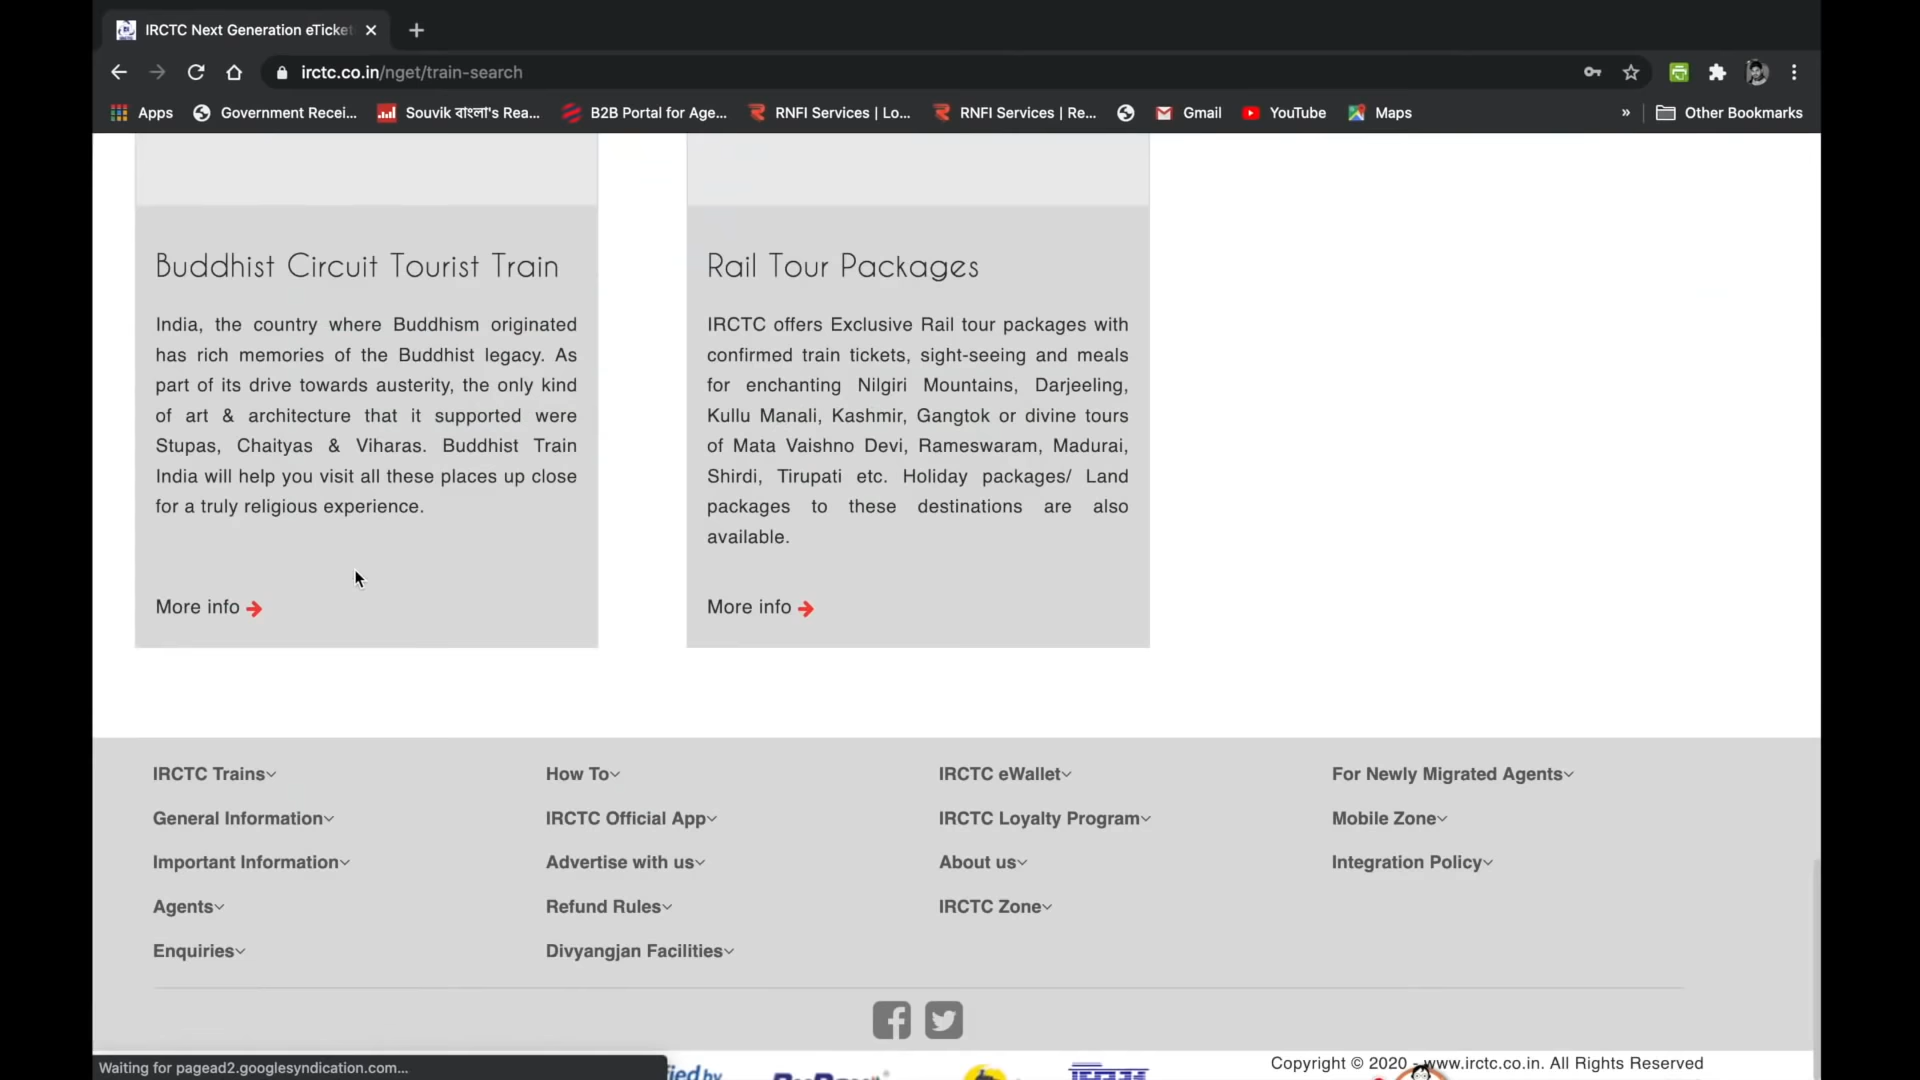 IRCTC Next Generation eTicket
irctc.co.in/nget/train-search
Apps Government Recei... Souvik বাংলা's Rea... B2B Portal for Age... RNFI Services | Lo... RNFI Services | Re... Gmail YouTube Maps » Other Bookmarks
Buddhist Circuit Tourist Train
India, the country where Buddhism originated
has rich memories of the Buddhist legacy. As
part of its drive towards austerity, the only kind
of art & architecture that it supported were
Stupas, Chaityas & Viharas. Buddhist Train
India will help you visit all these places up close
for a truly religious experience.
More info
Rail Tour Packages
IRCTC offers Exclusive Rail tour packages with
confirmed train tickets, sight-seeing and meals
for enchanting Nilgiri Mountains, Darjeeling,
Kullu Manali, Kashmir, Gangtok or divine tours
of Mata Vaishno Devi, Rameswaram, Madurai,
Shirdi, Tirupati etc. Holiday packages/ Land
packages to these destinations are also
available.
More info
IRCTC Trains
General Information
Important Information
Agents
Enquiries
How To
IRCTC Official App
Advertise with us
Refund Rules
Divyangjan Facilities
IRCTC eWallet
IRCTC Loyalty Program
About us
IRCTC Zone
For Newly Migrated Agents
Mobile Zone
Integration Policy
Copyright © 2020 - www.irctc.co.in. All Rights Reserved
Waiting for pagead2.googlesyndication.com...